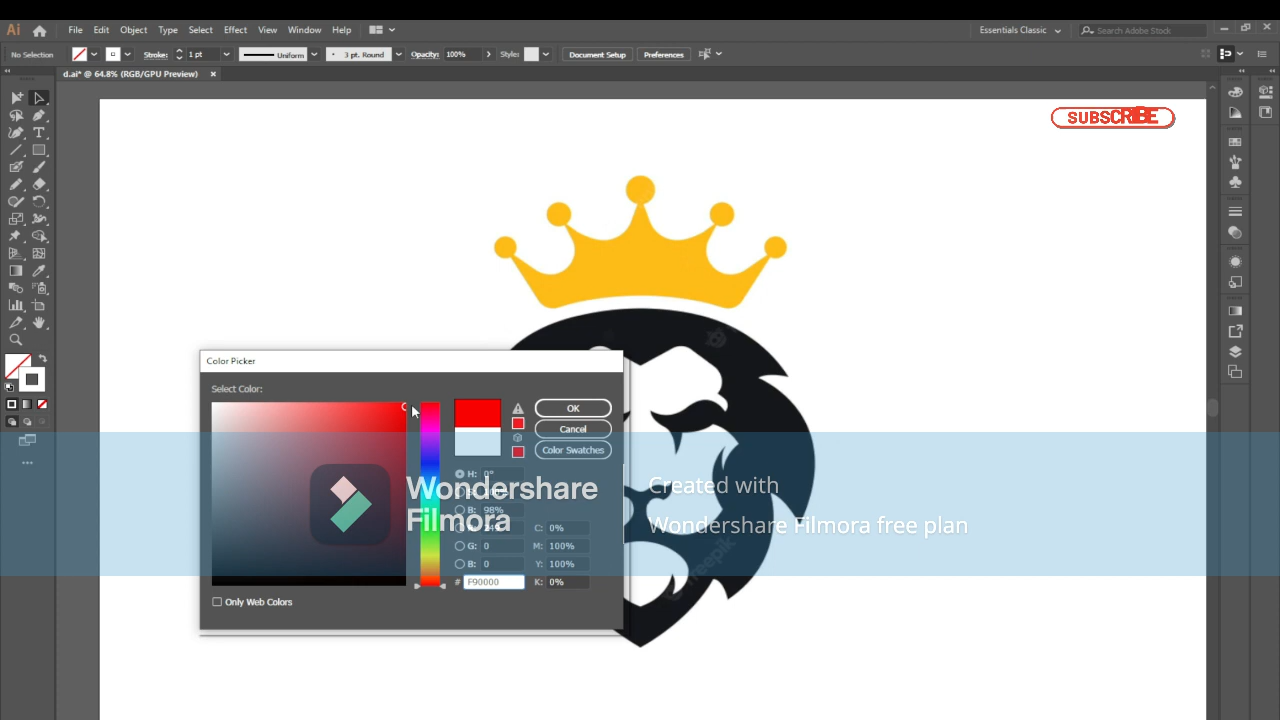 Ai File Edit Object Type Select Effect View Window Help Essentials Classic Search Adobe Stock
No Selection Stroke: 1 pt Uniform 3 pt. Round Opacity: 100% Style: Document Setup Preferences
d.ai* @ 64.8% (RGB/GPU Preview)
SUBSCRIBE
Color Picker
Select Color:
OK
Cancel
Color Swatches
H: 0°
B: 98%
C: 0%
G: 0 M: 100%
B: 0 Y: 100%
# F90000 K: 0%
Only Web Colors
Wondershare
Filmora
Created with
Wondershare Filmora free plan
freepik